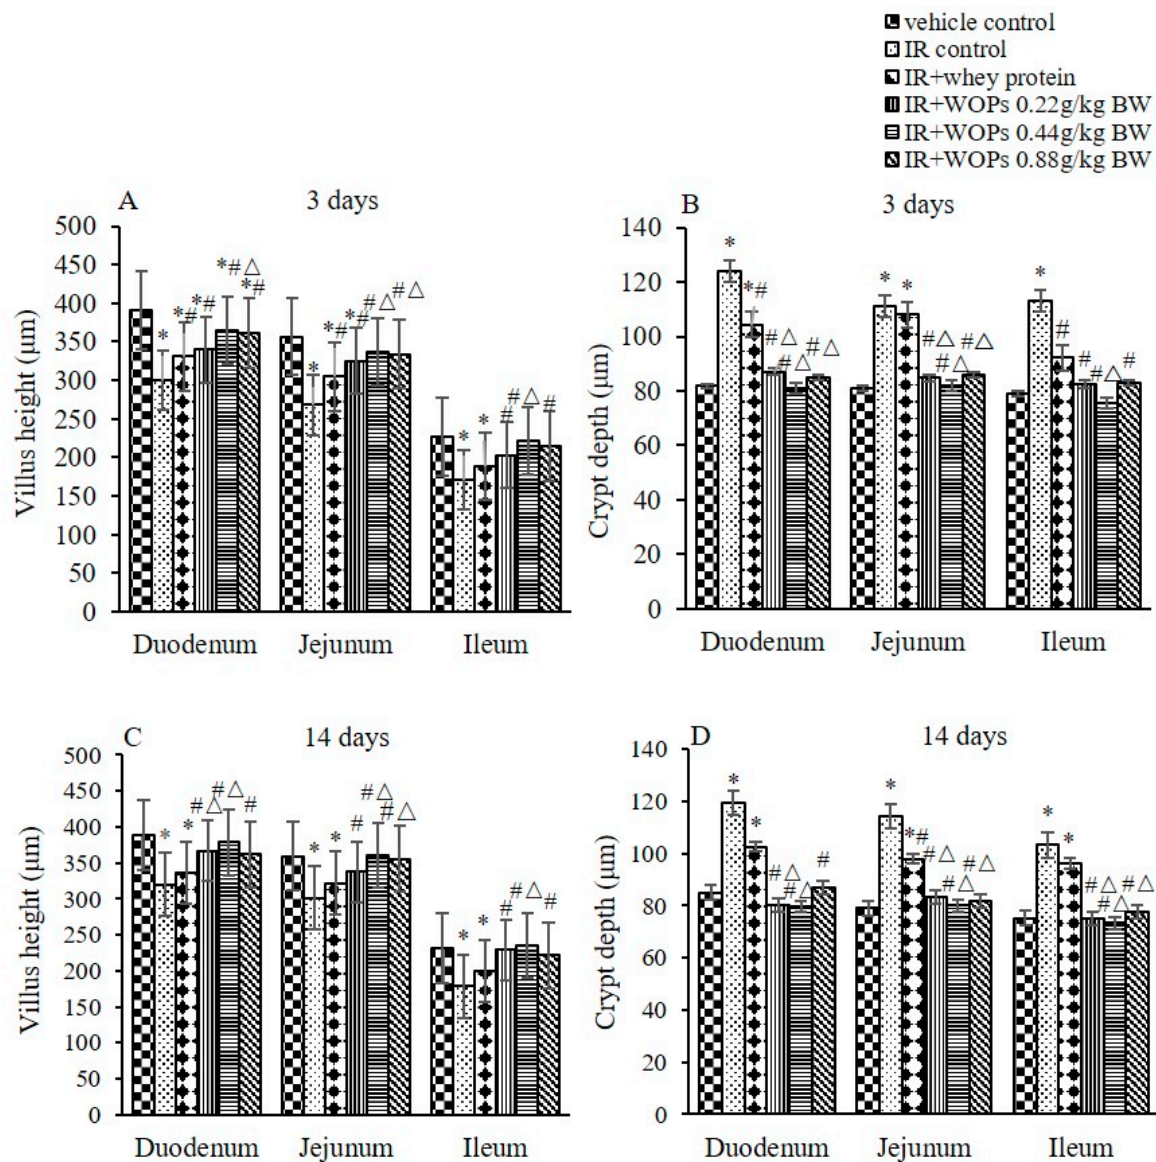 vehicle control
IR control
IR+whey protein
IR+WOPs 0.22g/kg BW
IR+WOPs 0.44g/kg BW
IR+WOPs 0.88g/kg BW
A 3 days
Villus height (μm)
500
450
400
350
300
250
200
150
100
50
0
* *# *# *#△ *#
* *# *# #△ #△
* * # #△ #
Duodenum Jejunum Ileum
B 3 days
Crypt depth (μm)
140
120
100
80
60
40
20
0
* *# #△ #△ #△
* * #△ #△ #△
* # # #△ #
Duodenum Jejunum Ileum
C 14 days
Villus height (μm)
500
450
400
350
300
250
200
150
100
50
0
* * #△ #△ #
* * # #△ #△
* * # #△ #
Duodenum Jejunum Ileum
D 14 days
Crypt depth (μm)
140
120
100
80
60
40
20
0
* * #△ #△ #
* *# #△ #△ #△
* * #△ #△ #△
Duodenum Jejunum Ileum